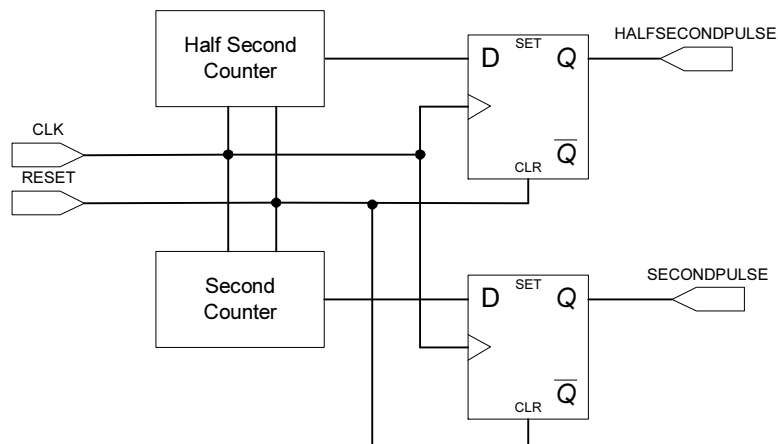 Half Second
Counter
D
SET
Q
HALFSECONDPULSE
Q
CLR
CLK
RESET
Second
Counter
D
SET
Q
SECONDPULSE
Q
CLR